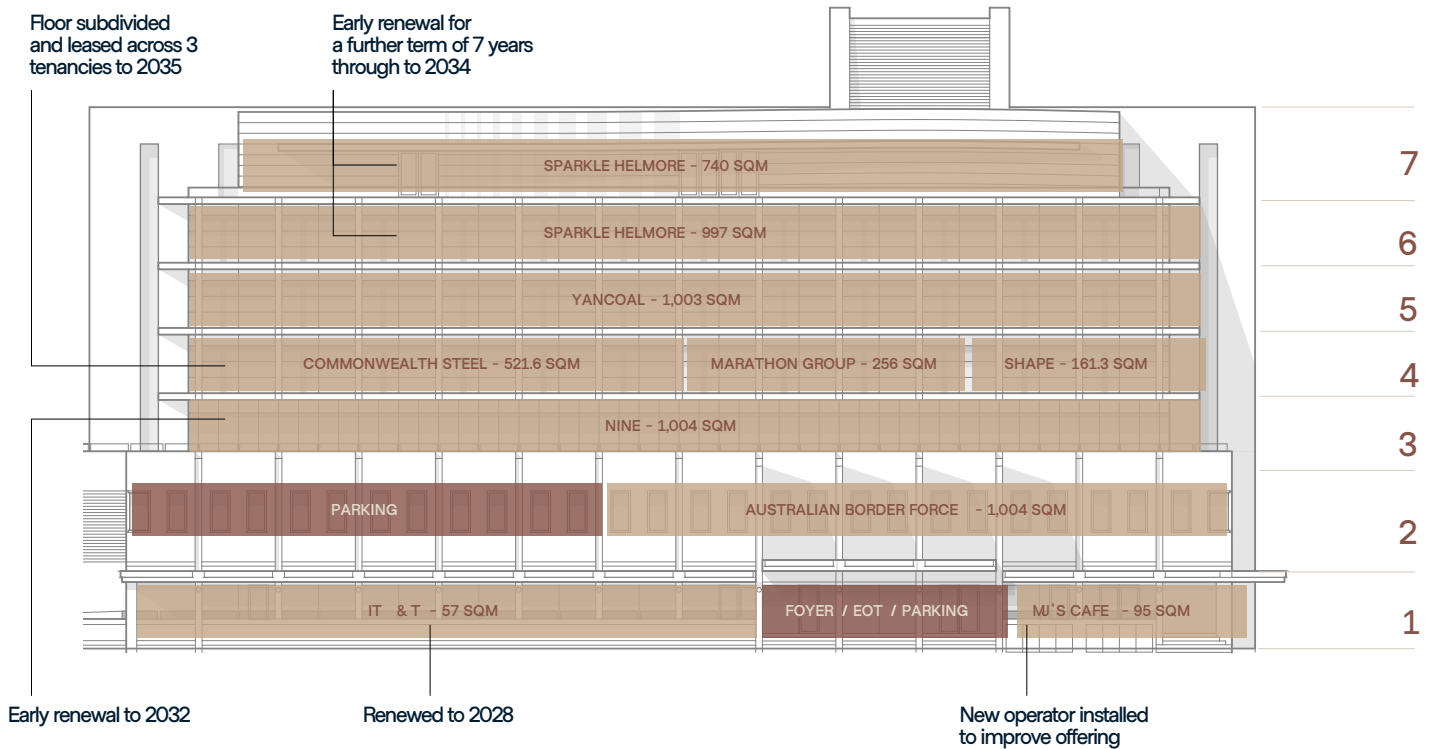 Floor subdivided
and leased across 3
tenancies to 2035
Early renewal for
a further term of 7 years
through to 2034
SPARKLE HELMORE - 740 SQM
7
SPARKLE HELMORE - 997 SQM
6
YANCOAL - 1,003 SQM
5
COMMONWEALTH STEEL - 521.6 SQM
MARATHON GROUP - 256 SQM
SHAPE - 161.3 SQM
4
NINE - 1,004 SQM
3
PARKING
AUSTRALIAN BORDER FORCE - 1,004 SQM
2
IT & T - 57 SQM
FOYER / EOT / PARKING
MJ'S CAFE - 95 SQM
1
Early renewal to 2032
Renewed to 2028
New operator installed
to improve offering